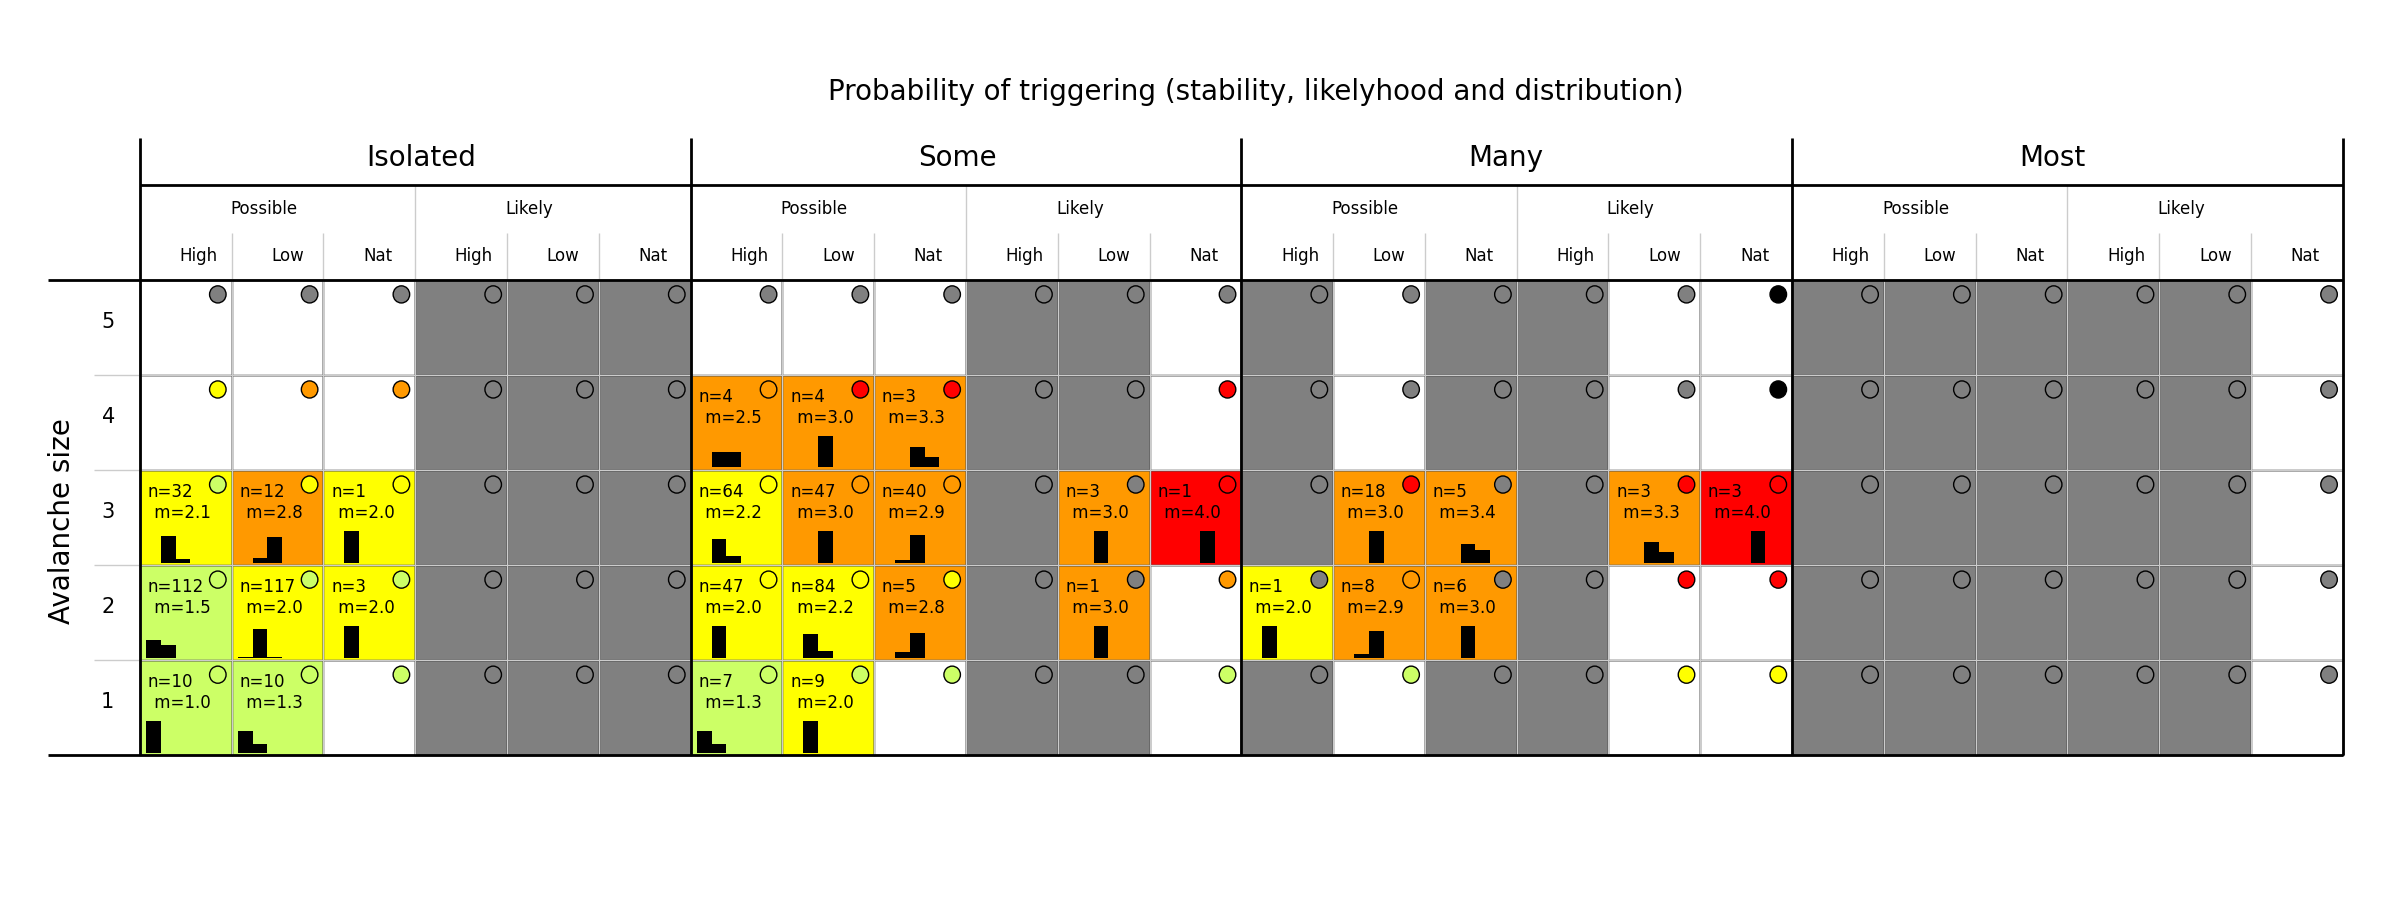 Probability of triggering (stability, likelyhood and distribution)
Isolated Some Many Most
Possible Likely Possible Likely Possible Likely Possible Likely
High Low Nat High Low Nat High Low Nat High Low Nat High Low Nat High Low Nat High Low Nat High Low Nat
Avalanche size
5
4
n=4 n=4 n=3
m=2.5 m=3.0 m=3.3
3
n=32 n=12 n=1 n=64 n=47 n=40 n=3 n=1 n=18 n=5 n=3 n=3
m=2.1 m=2.8 m=2.0 m=2.2 m=3.0 m=2.9 m=3.0 m=4.0 m=3.0 m=3.4 m=3.3 m=4.0
2
n=112 n=117 n=3 n=47 n=84 n=5 n=1 n=1 n=8 n=6
m=1.5 m=2.0 m=2.0 m=2.0 m=2.2 m=2.8 m=3.0 m=2.0 m=2.9 m=3.0
1
n=10 n=10 n=7 n=9
m=1.0 m=1.3 m=1.3 m=2.0